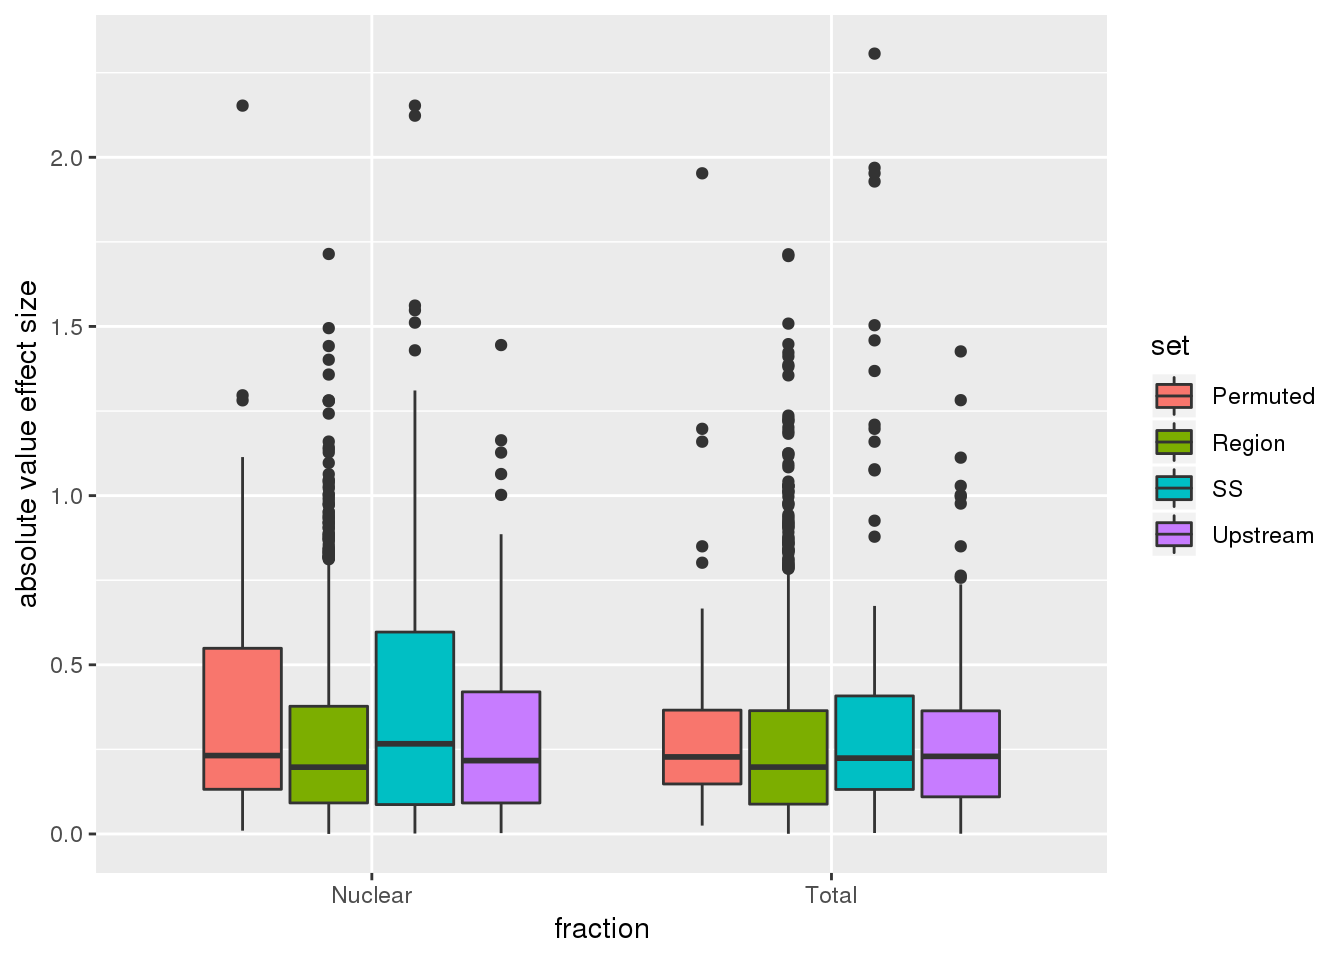 absolute value effect size
2.0
1.5
1.0
0.5
0.0
Nuclear
Total
fraction
set
Permuted
Region
SS
Upstream